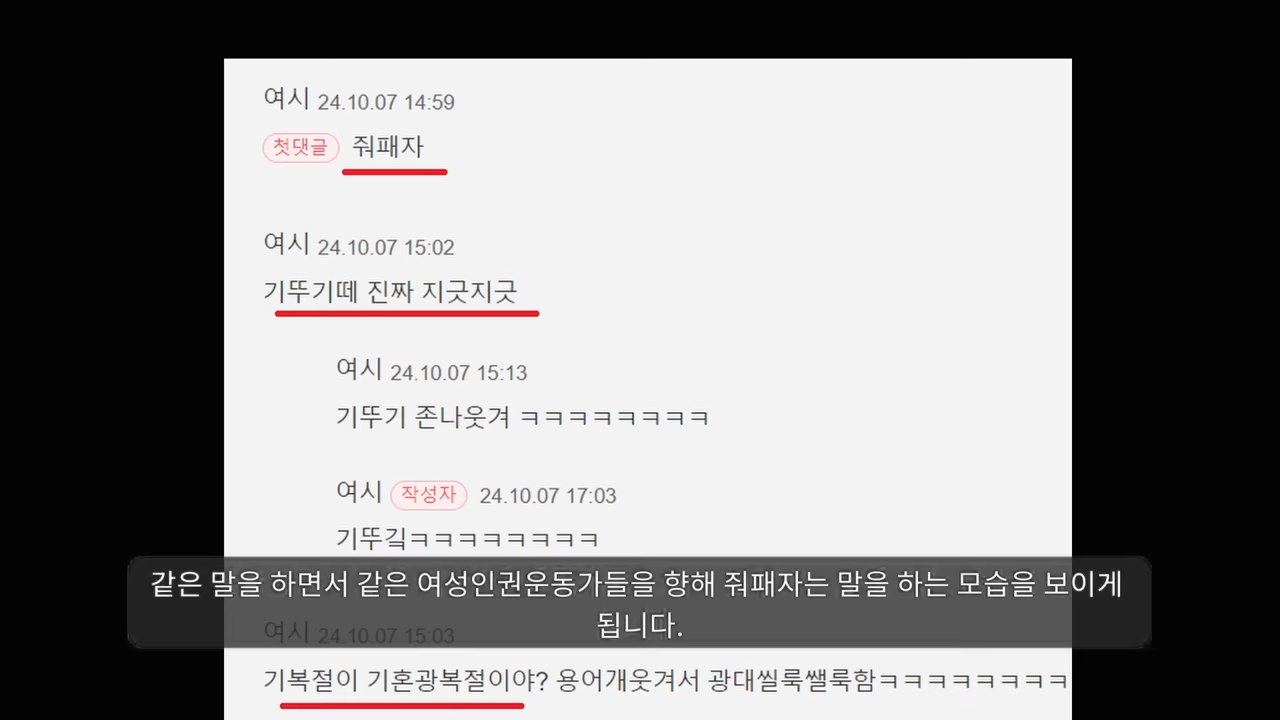 여시 24.10.07 14:59
첫댓글 줘패자
여시 24.10.07 15:02
기뚜기떼 진짜 지긋지긋
여시 24.10.07 15:13
기뚜기 존나웃겨 ㅋㅋㅋㅋㅋㅋㅋㅋ
여시 작성자 24.10.07 17:03
기뚜깈ㅋㅋㅋㅋㅋㅋㅋㅋ
같은 말을 하면서 같은 여성인권운동가들을 향해 줘패자는 말을 하는 모습을 보이게
됩니다.
여시 24.10.07 15:03
기복절이 기혼광복절이야? 용어개웃겨서 광대씰룩쌜룩함ㅋㅋㅋㅋㅋㅋㅋㅋ